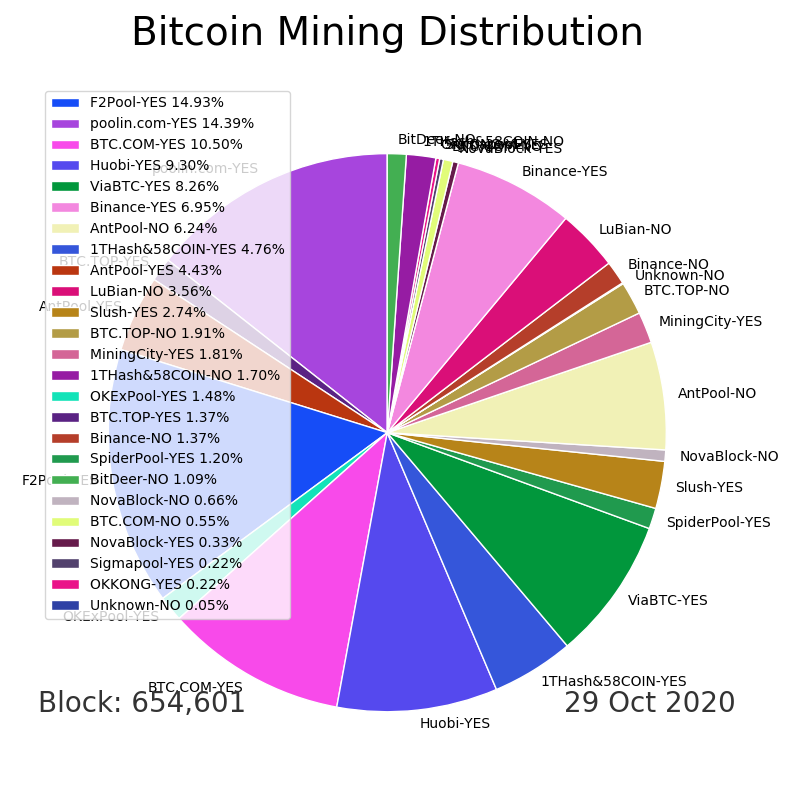 Bitcoin Mining Distribution
F2Pool-YES 14.93%
poolin.com-YES 14.39%
BTC.COM-YES 10.50%
Huobi-YES 9.30%
ViaBTC-YES 8.26%
Binance-YES 6.95%
AntPool-NO 6.24%
1THash&58COIN-YES 4.76%
AntPool-YES 4.43%
LuBian-NO 3.56%
Slush-YES 2.74%
BTC.TOP-NO 1.91%
MiningCity-YES 1.81%
1THash&58COIN-NO 1.70%
OKExPool-YES 1.48%
BTC.TOP-YES 1.37%
Binance-NO 1.37%
SpiderPool-YES 1.20%
BitDeer-NO 1.09%
NovaBlock-NO 0.66%
BTC.COM-NO 0.55%
NovaBlock-YES 0.33%
Sigmapool-YES 0.22%
OKKONG-YES 0.22%
Unknown-NO 0.05%
BitDeer-NO
1THash&58COIN-NO
NovaBlock-YES
Binance-YES
LuBian-NO
Binance-NO
Unknown-NO
BTC.TOP-NO
MiningCity-YES
AntPool-NO
NovaBlock-NO
Slush-YES
SpiderPool-YES
ViaBTC-YES
1THash&58COIN-YES
Huobi-YES
BTC.COM-YES
OKExPool-YES
F2Pool-YES
AntPool-YES
BTC.TOP-YES
poolin.com-YES
Block: 654,601
29 Oct 2020